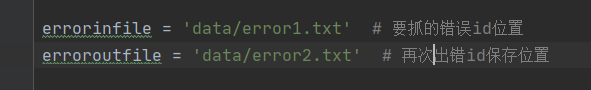 errorinfile = 'data/error1.txt'  # 要抓的错误id位置
erroroutfile = 'data/error2.txt'  # 再次出错id保存位置